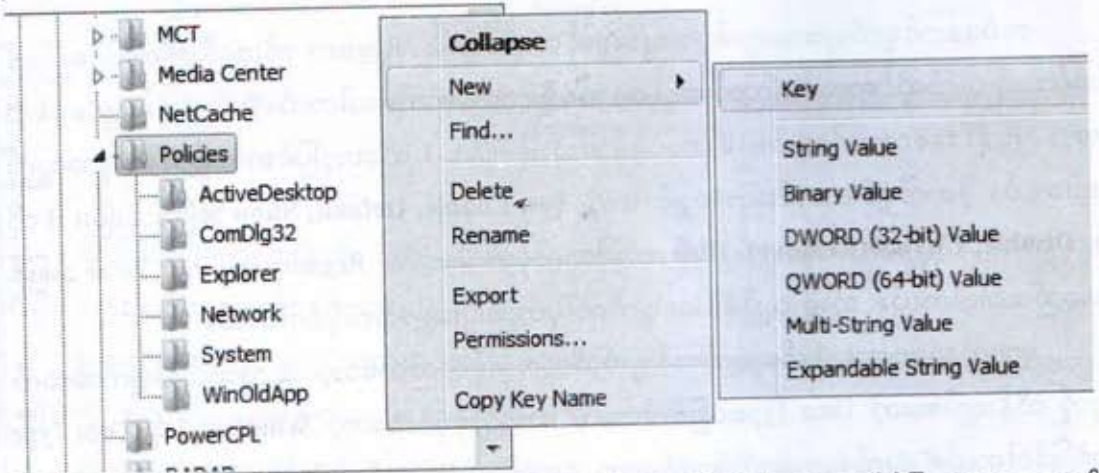 MCT
Media Center
NetCache
Policies
ActiveDesktop
ComDlg32
Explorer
Network
System
WinOldApp
PowerCPL
Collapse
New
Find...
Delete
Rename
Export
Permissions...
Copy Key Name
Key
String Value
Binary Value
DWORD (32-bit) Value
QWORD (64-bit) Value
Multi-String Value
Expandable String Value